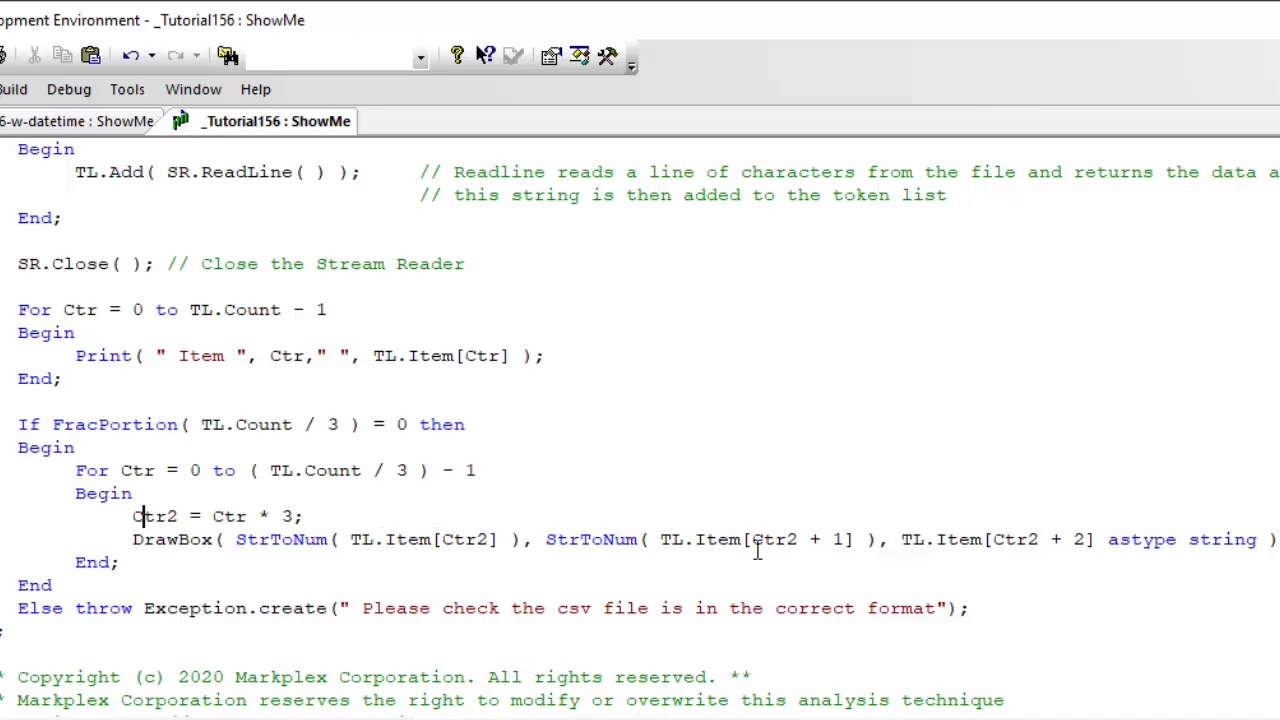 opment Environment - _Tutorial156 : ShowMe
Build Debug Tools Window Help
6-w-datetime : ShowMe _Tutorial156 : ShowMe
Begin
TL.Add( SR.ReadLine( ) ); // Readline reads a line of characters from the file and returns the data a
// this string is then added to the token list
End;
SR.Close( ); // Close the Stream Reader
For Ctr = 0 to TL.Count - 1
Begin
Print( " Item ", Ctr," ", TL.Item[Ctr] );
End;
If FracPortion( TL.Count / 3 ) = 0 then
Begin
For Ctr = 0 to ( TL.Count / 3 ) - 1
Begin
Ctr2 = Ctr * 3;
DrawBox( StrToNum( TL.Item[Ctr2] ), StrToNum( TL.Item[Ctr2 + 1] ), TL.Item[Ctr2 + 2] astype string )
End;
End
Else throw Exception.create(" Please check the csv file is in the correct format");
;
* Copyright (c) 2020 Markplex Corporation. All rights reserved. **
* Markplex Corporation reserves the right to modify or overwrite this analysis technique